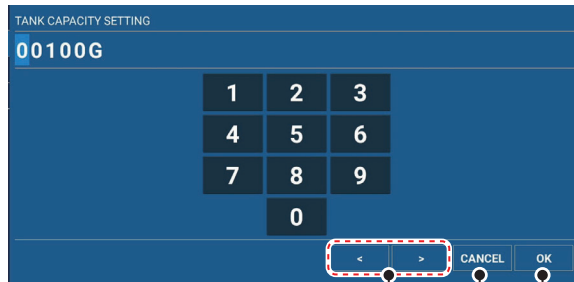 TANK CAPACITY SETTING
00100G
1 2 3
4 5 6
7 8 9
0
< > CANCEL OK